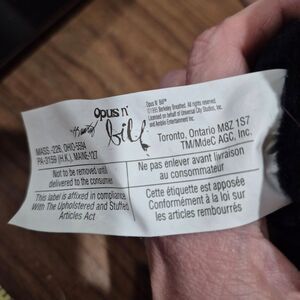 Opus n'
bill
Opus N' Bill™
©1995 Berkeley Breathed. All rights reserved.
Licensed on behalf of Universal City Studios, Inc.
and Amblin Entertainment Inc.
MASS.-226, OHIO-5594
PA-3159 (H.K.), MAINE-127
Toronto, Ontario M8Z 1S7
TM/MdeC AGC, Inc.
Not to be removed until
delivered to the consumer
Ne pas enlever avant livraison
au consommateur
This label is affixed in compliance
With The Upholstered and Stuffed
Articles Act
Cette étiquette est apposée
Conformément à la loi sur
les articles rembourrés